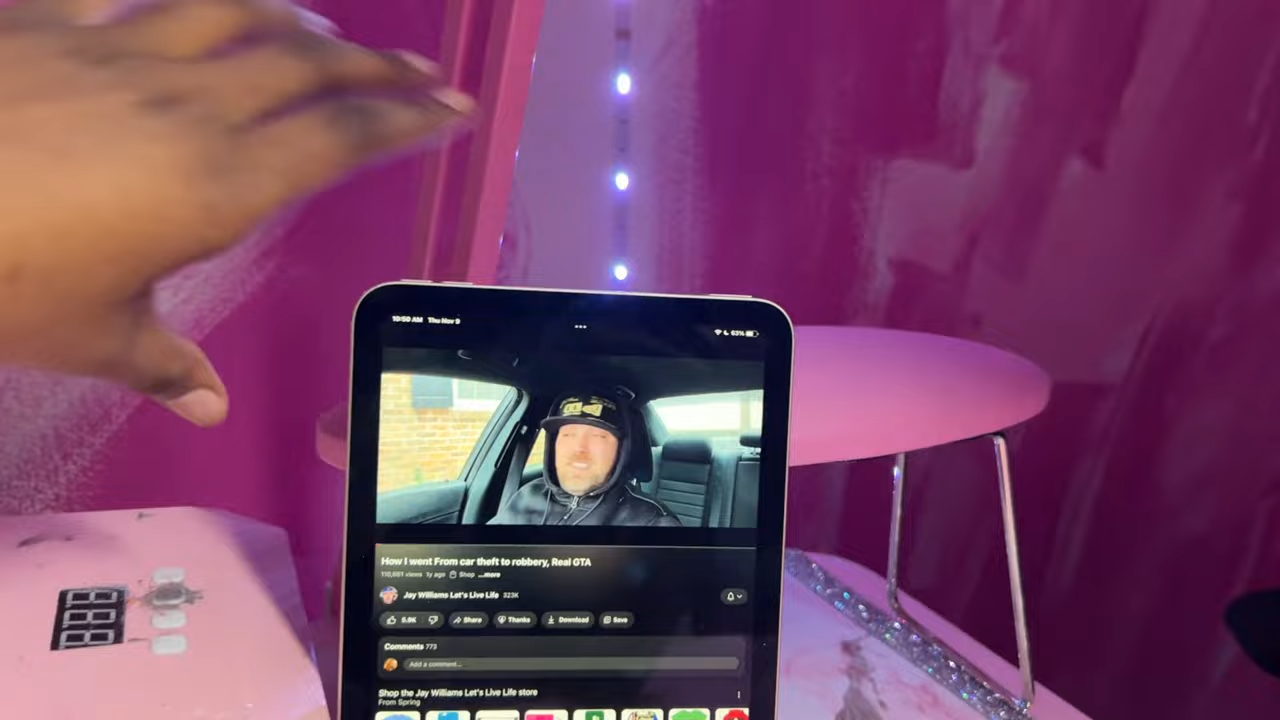 10:50 AM Thu Nov 9
63%
How I went From car theft to robbery, Real GTA
110,551 views 1y ago Shop ...more
Jay Williams Let's Live Life 323K
5.9K Share Thanks Download Save
Comments 773
Add a comment...
Shop the Jay Williams Let's Live Life store
From Spring